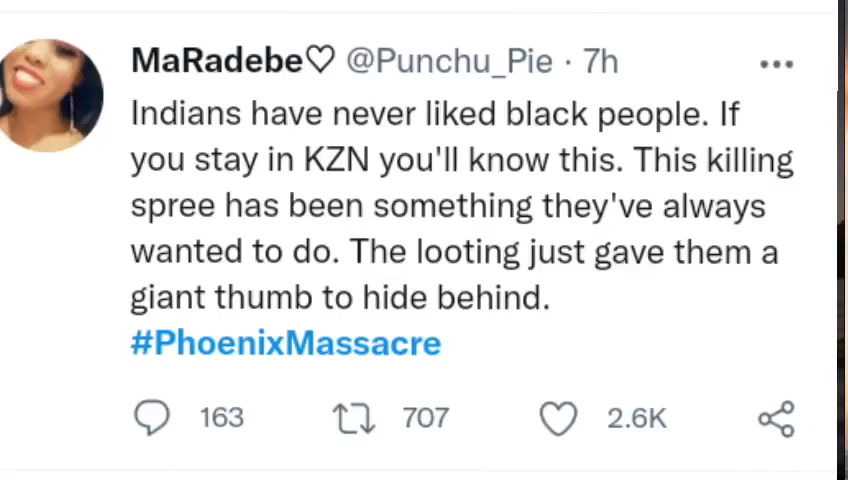 MaRadebe♡ @Punchu_Pie · 7h
Indians have never liked black people. If
you stay in KZN you'll know this. This killing
spree has been something they've always
wanted to do. The looting just gave them a
giant thumb to hide behind.
#PhoenixMassacre
163 707 2.6K